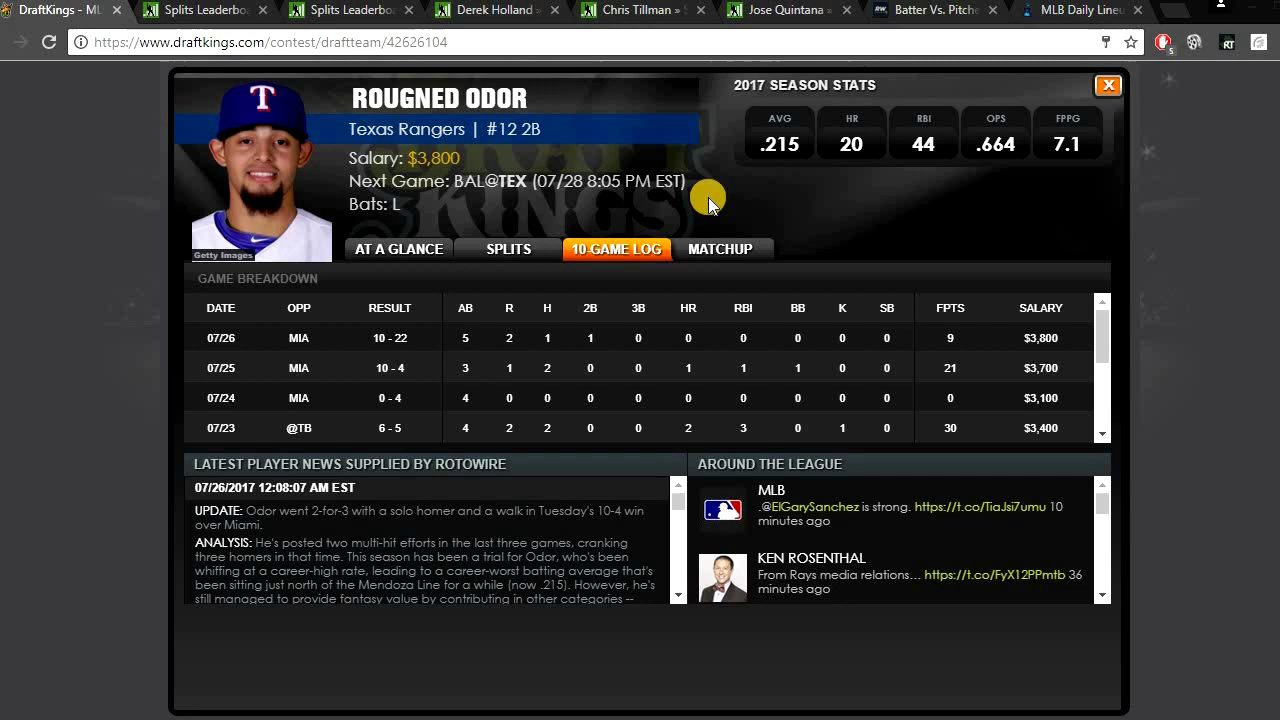 DraftKings - ML
Splits Leaderboa
Splits Leaderboa
Derek Holland »
Chris Tillman » S
Jose Quintana »
Batter Vs. Pitche
MLB Daily Lineu
https://www.draftkings.com/contest/draftteam/42626104
5
RT
T
ROUGNED ODOR
Texas Rangers | #12 2B
Salary: $3,800
Next Game: BAL@TEX (07/28 8:05 PM EST)
Bats: L
Getty Images
2017 SEASON STATS
X
AVG HR RBI OPS FPPG
.215 20 44 .664 7.1
AT A GLANCE SPLITS 10-GAME LOG MATCHUP
GAME BREAKDOWN
DATE OPP RESULT AB R H 2B 3B HR RBI BB K SB FPTS SALARY
07/26 MIA 10 - 22 5 2 1 1 0 0 0 0 0 0 9 $3,800
07/25 MIA 10 - 4 3 1 2 0 0 1 1 1 0 0 21 $3,700
07/24 MIA 0 - 4 4 0 0 0 0 0 0 0 0 0 0 $3,100
07/23 @TB 6 - 5 4 2 2 0 0 2 3 0 1 0 30 $3,400
LATEST PLAYER NEWS SUPPLIED BY ROTOWIRE
07/26/2017 12:08:07 AM EST
UPDATE: Odor went 2-for-3 with a solo homer and a walk in Tuesday's 10-4 win
over Miami.
ANALYSIS: He's posted two multi-hit efforts in the last three games, cranking
three homers in that time. This season has been a trial for Odor, who's been
whiffing at a career-high rate, leading to a career-worst batting average that's
been sitting just north of the Mendoza Line for a while (now .215). However, he's
still managed to provide fantasy value by contributing in other categories --
AROUND THE LEAGUE
MLB
.@ElGarySanchez is strong. https://t.co/TiaJsi7umu 10
minutes ago
KEN ROSENTHAL
From Rays media relations... https://t.co/FyX12PPmtb 36
minutes ago